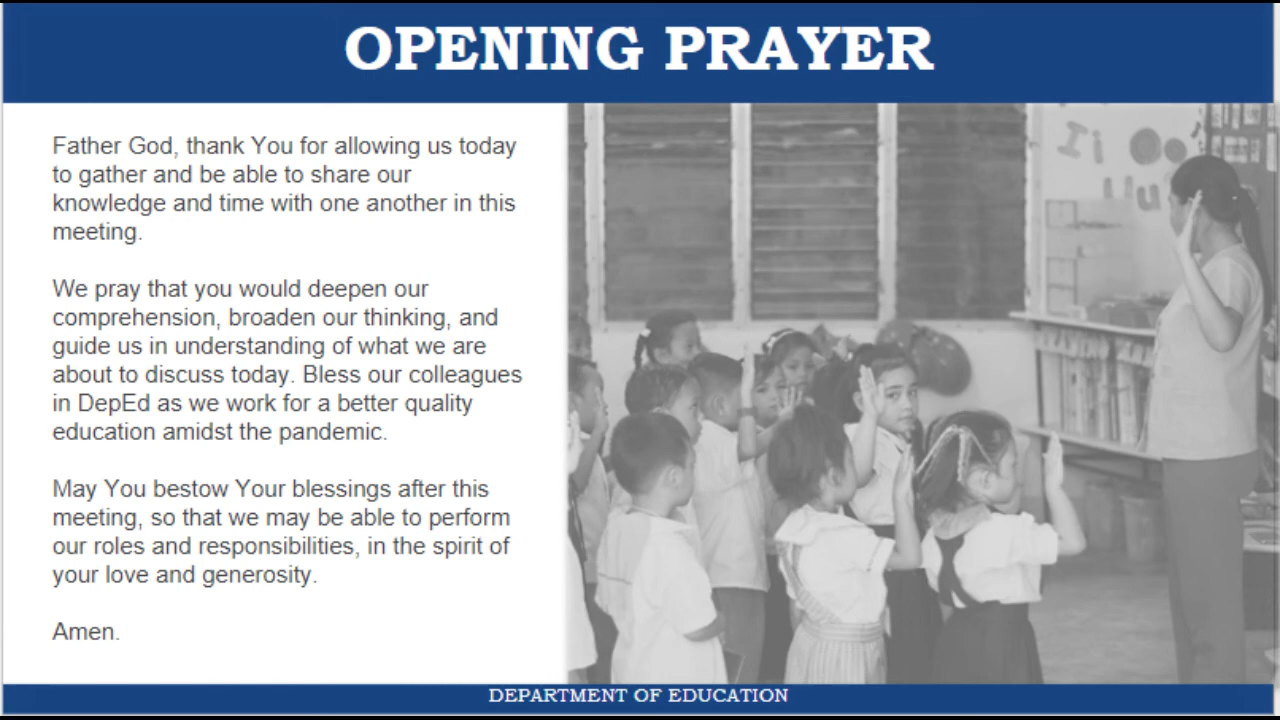 OPENING PRAYER
Father God, thank You for allowing us today
to gather and be able to share our
knowledge and time with one another in this
meeting.
We pray that you would deepen our
comprehension, broaden our thinking, and
guide us in understanding of what we are
about to discuss today. Bless our colleagues
in DepEd as we work for a better quality
education amidst the pandemic.
May You bestow Your blessings after this
meeting, so that we may be able to perform
our roles and responsibilities, in the spirit of
your love and generosity.
Amen.
Ii
Uu
DEPARTMENT OF EDUCATION